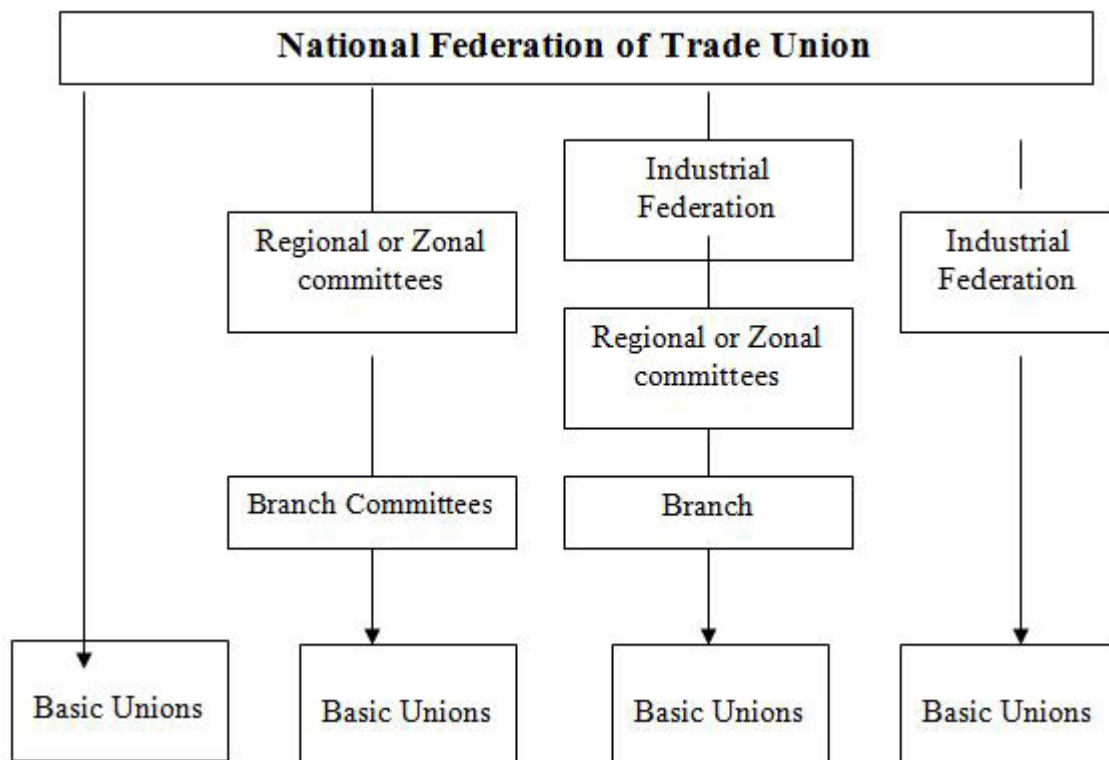 National Federation of Trade Union
Industrial
Federation
Regional or Zonal
committees
Industrial
Federation
Regional or Zonal
committees
Branch Committees
Branch
Basic Unions
Basic Unions
Basic Unions
Basic Unions